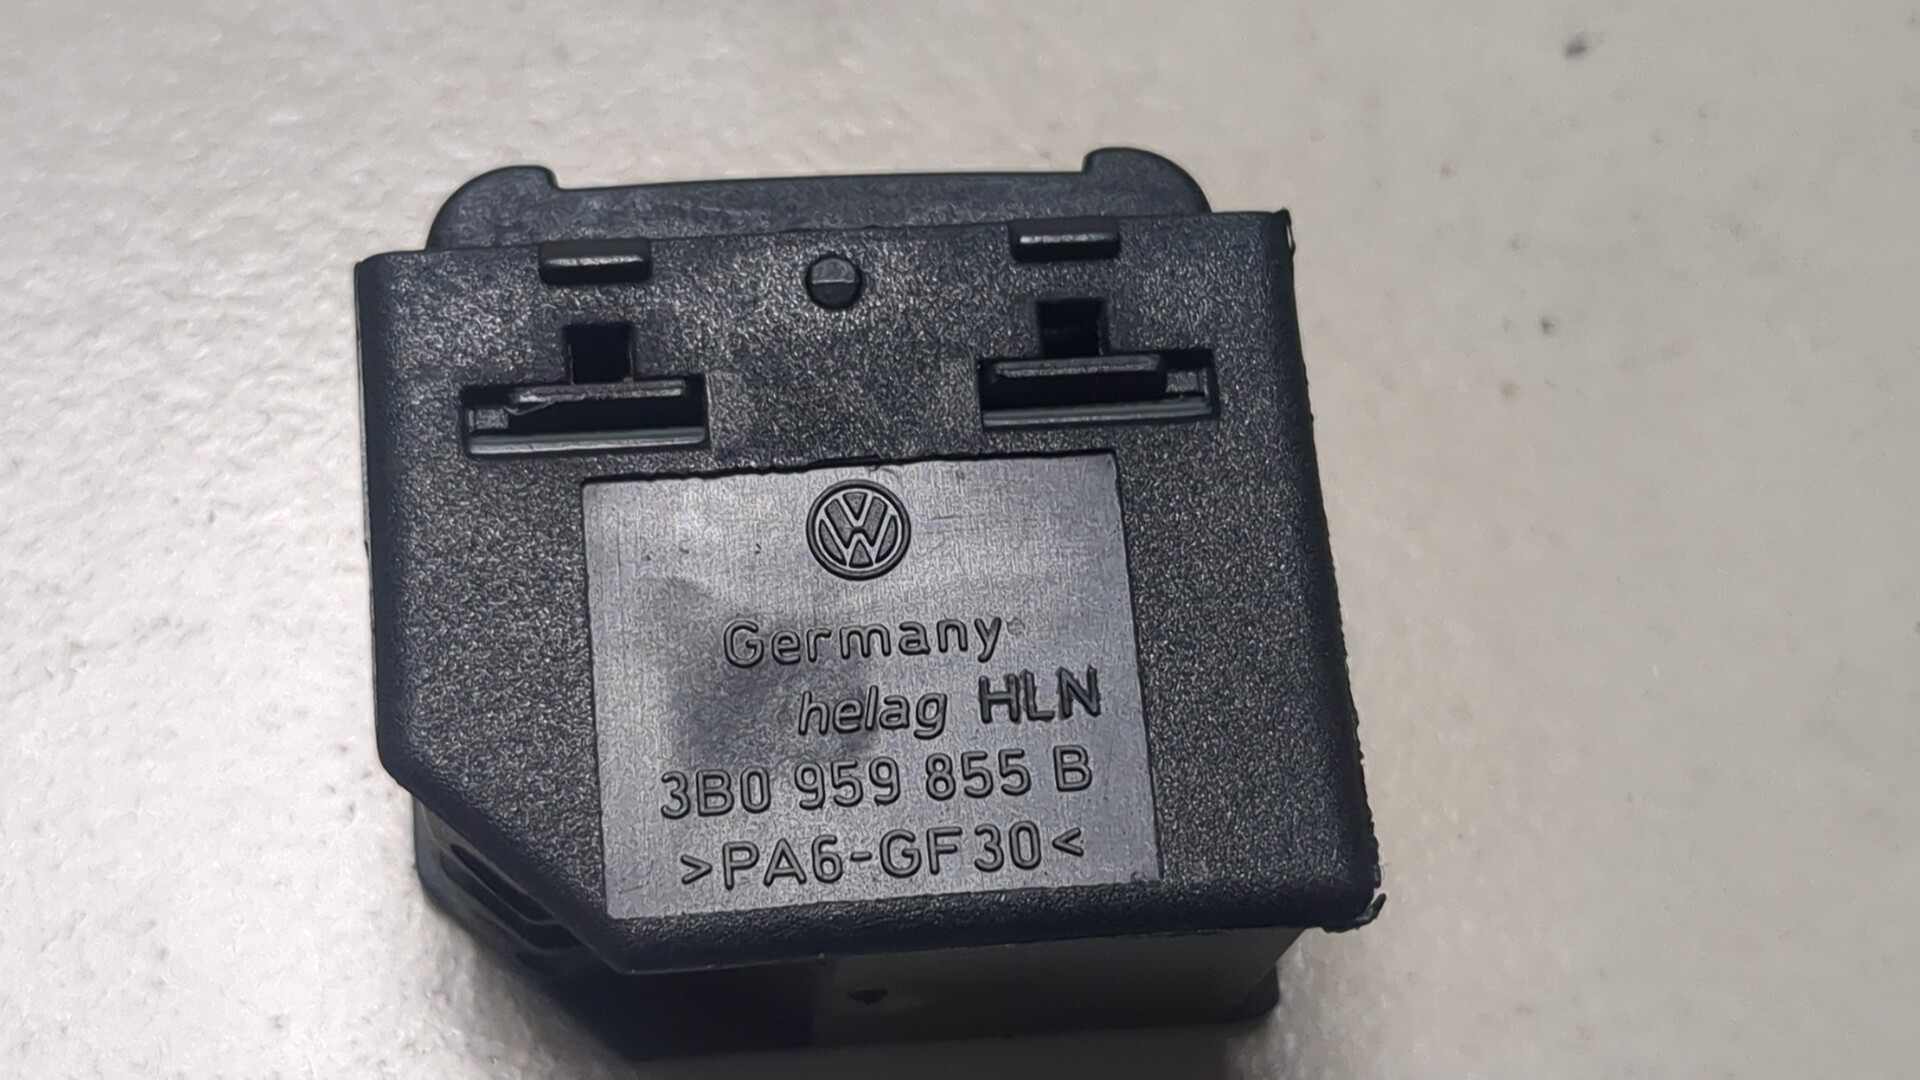 Germany
helag HLN
3B0 959 855 B
>PA6-GF30<